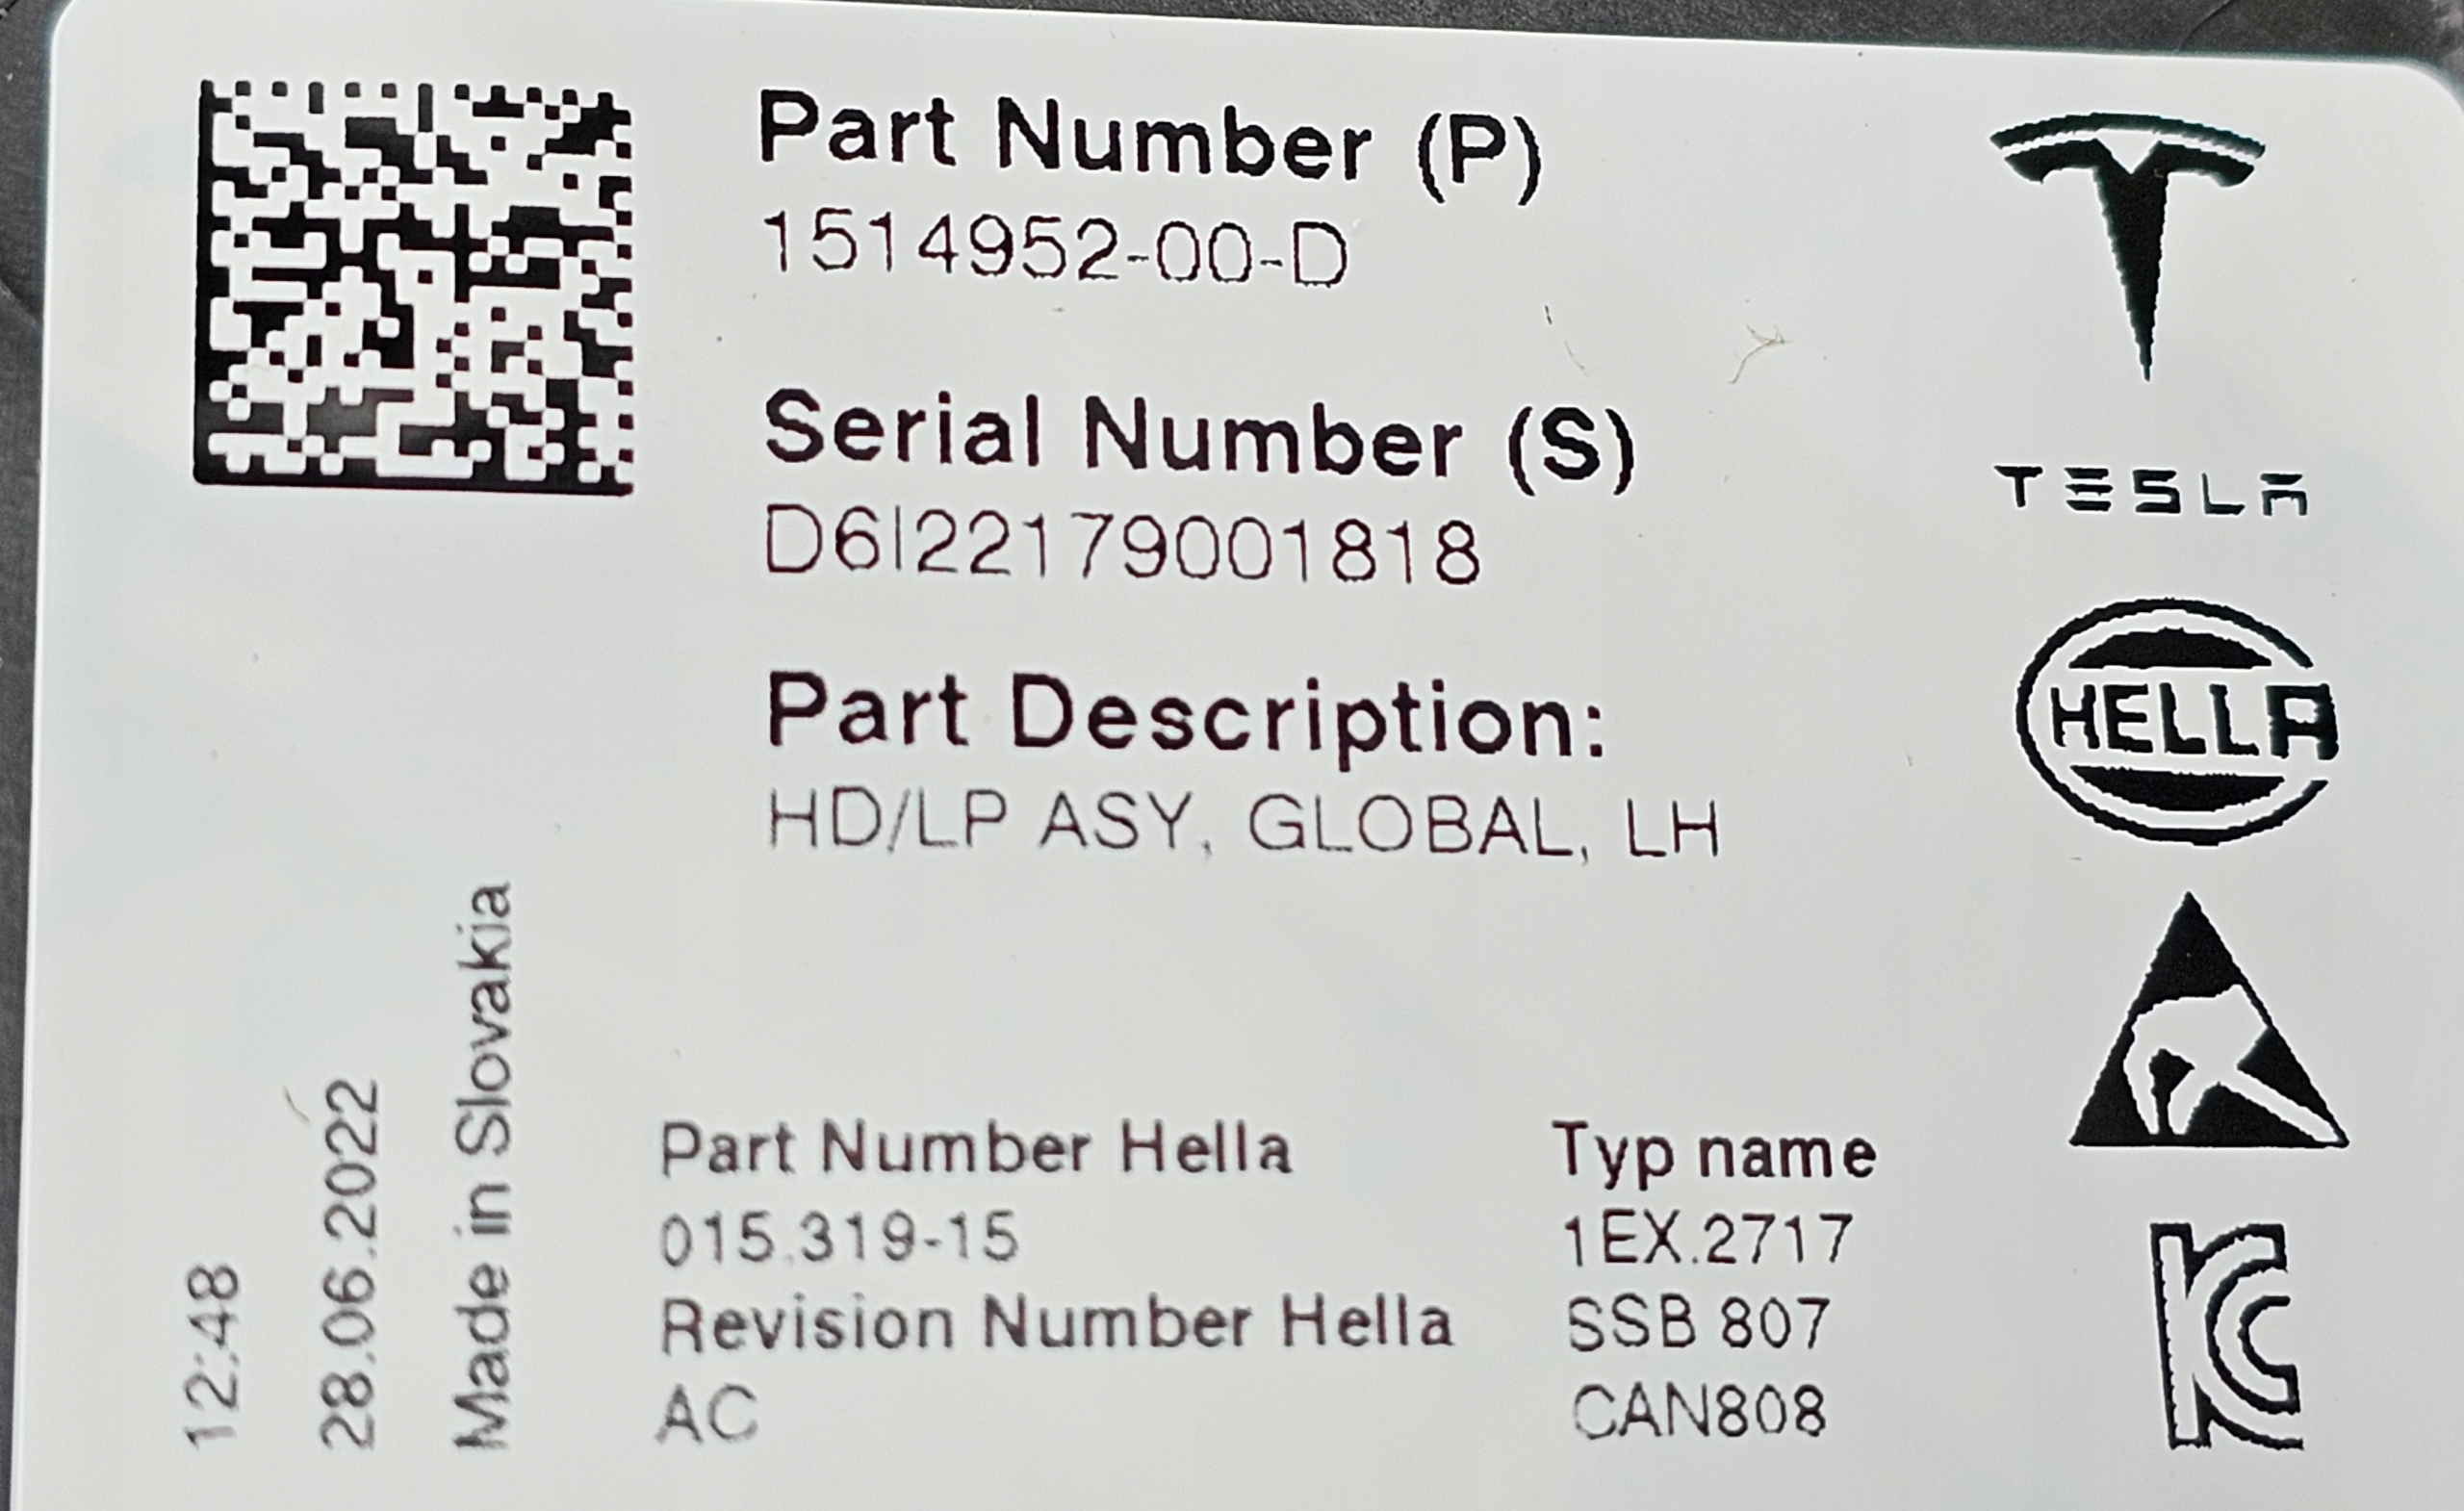 Part Number (P)
1514952-00-D
Serial Number (S)
D6I22179001818
Part Description:
HD/LP ASY, GLOBAL, LH
TESLA
HELLA
Part Number Hella
015.319-15
Revision Number Hella
AC
Typ name
1EX.2717
SSB 807
CAN808
12:48
28.06.2022
Made in Slovakia